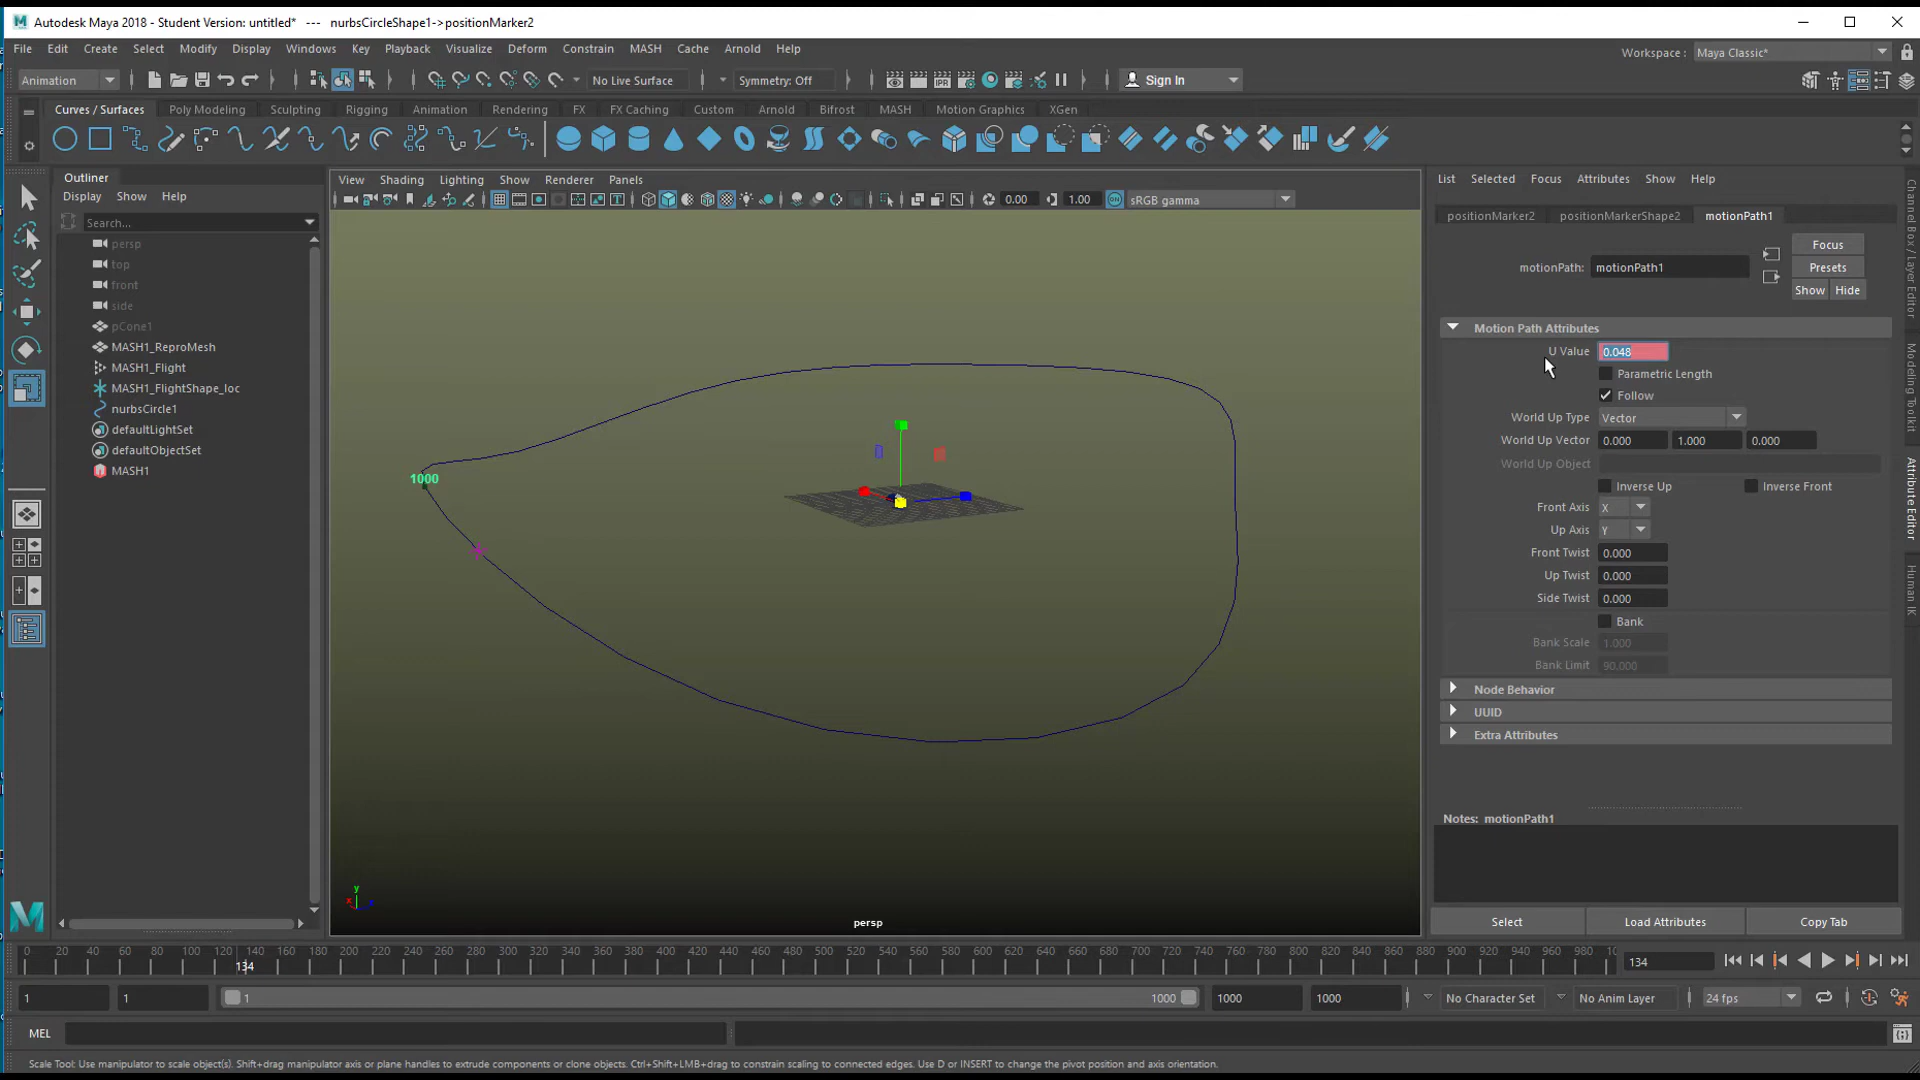 Autodesk Maya 2018 - Student Version: untitled* --- nurbsCircleShape1->positionMarker2
File Edit Create Select Modify Display Windows Key Playback Visualize Deform Constrain MASH Cache Arnold Help
Workspace : Maya Classic*
Animation No Live Surface Symmetry: Off Sign In
Curves / Surfaces Poly Modeling Sculpting Rigging Animation Rendering FX FX Caching Custom Arnold Bifrost MASH Motion Graphics XGen
Outliner
Display Show Help
Search...
persp
top
front
side
pCone1
MASH1_ReproMesh
MASH1_Flight
MASH1_FlightShape_loc
nurbsCircle1
defaultLightSet
defaultObjectSet
MASH1
View Shading Lighting Show Renderer Panels
0.00 1.00 sRGB gamma
1000
y
persp
List Selected Focus Attributes Show Help
positionMarker2 positionMarkerShape2 motionPath1
motionPath: motionPath1
Focus
Presets
Show Hide
Motion Path Attributes
U Value 0.048
Parametric Length
Follow
World Up Type Vector
World Up Vector 0.000 1.000 0.000
World Up Object
Inverse Up Inverse Front
Front Axis X
Up Axis Y
Front Twist 0.000
Up Twist 0.000
Side Twist 0.000
Bank
Bank Scale 1.000
Bank Limit 90.000
Node Behavior
UUID
Extra Attributes
Notes: motionPath1
Select Load Attributes Copy Tab
Channel Box / Layer Editor
Modeling Toolkit
Attribute Editor
Human IK
0 20 40 60 80 100 120 140 160 180 200 220 240 260 280 300 320 340 360 380 400 420 440 460 480 500 520 540 560 580 600 620 640 660 680 700 720 740 760 780 800 820 840 860 880 900 920 940 960 980
134 134
1 1 1 1000 1000 1000 No Character Set No Anim Layer 24 fps
MEL
Scale Tool: Use manipulator to scale object(s). Shift+drag manipulator axis or plane handles to extrude components or clone objects. Ctrl+Shift+LMB+drag to constrain scaling to connected edges. Use D or INSERT to change the pivot position and axis orientation.